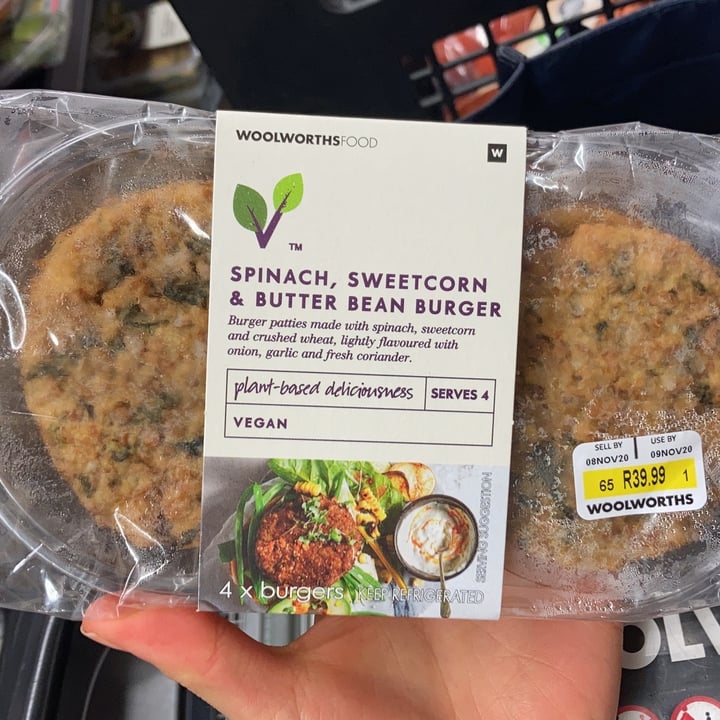 WOOLWORTHSFOOD
W
TM
SPINACH, SWEETCORN
& BUTTER BEAN BURGER
Burger patties made with spinach, sweetcorn
and crushed wheat, lightly flavoured with
onion, garlic and fresh coriander.
plant-based deliciousness
SERVES 4
VEGAN
SERVING SUGGESTION
4 x burgers KEEP REFRIGERATED
SELL BY USE BY
08NOV20 09NOV20
65 R39.99 1
WOOLWORTHS